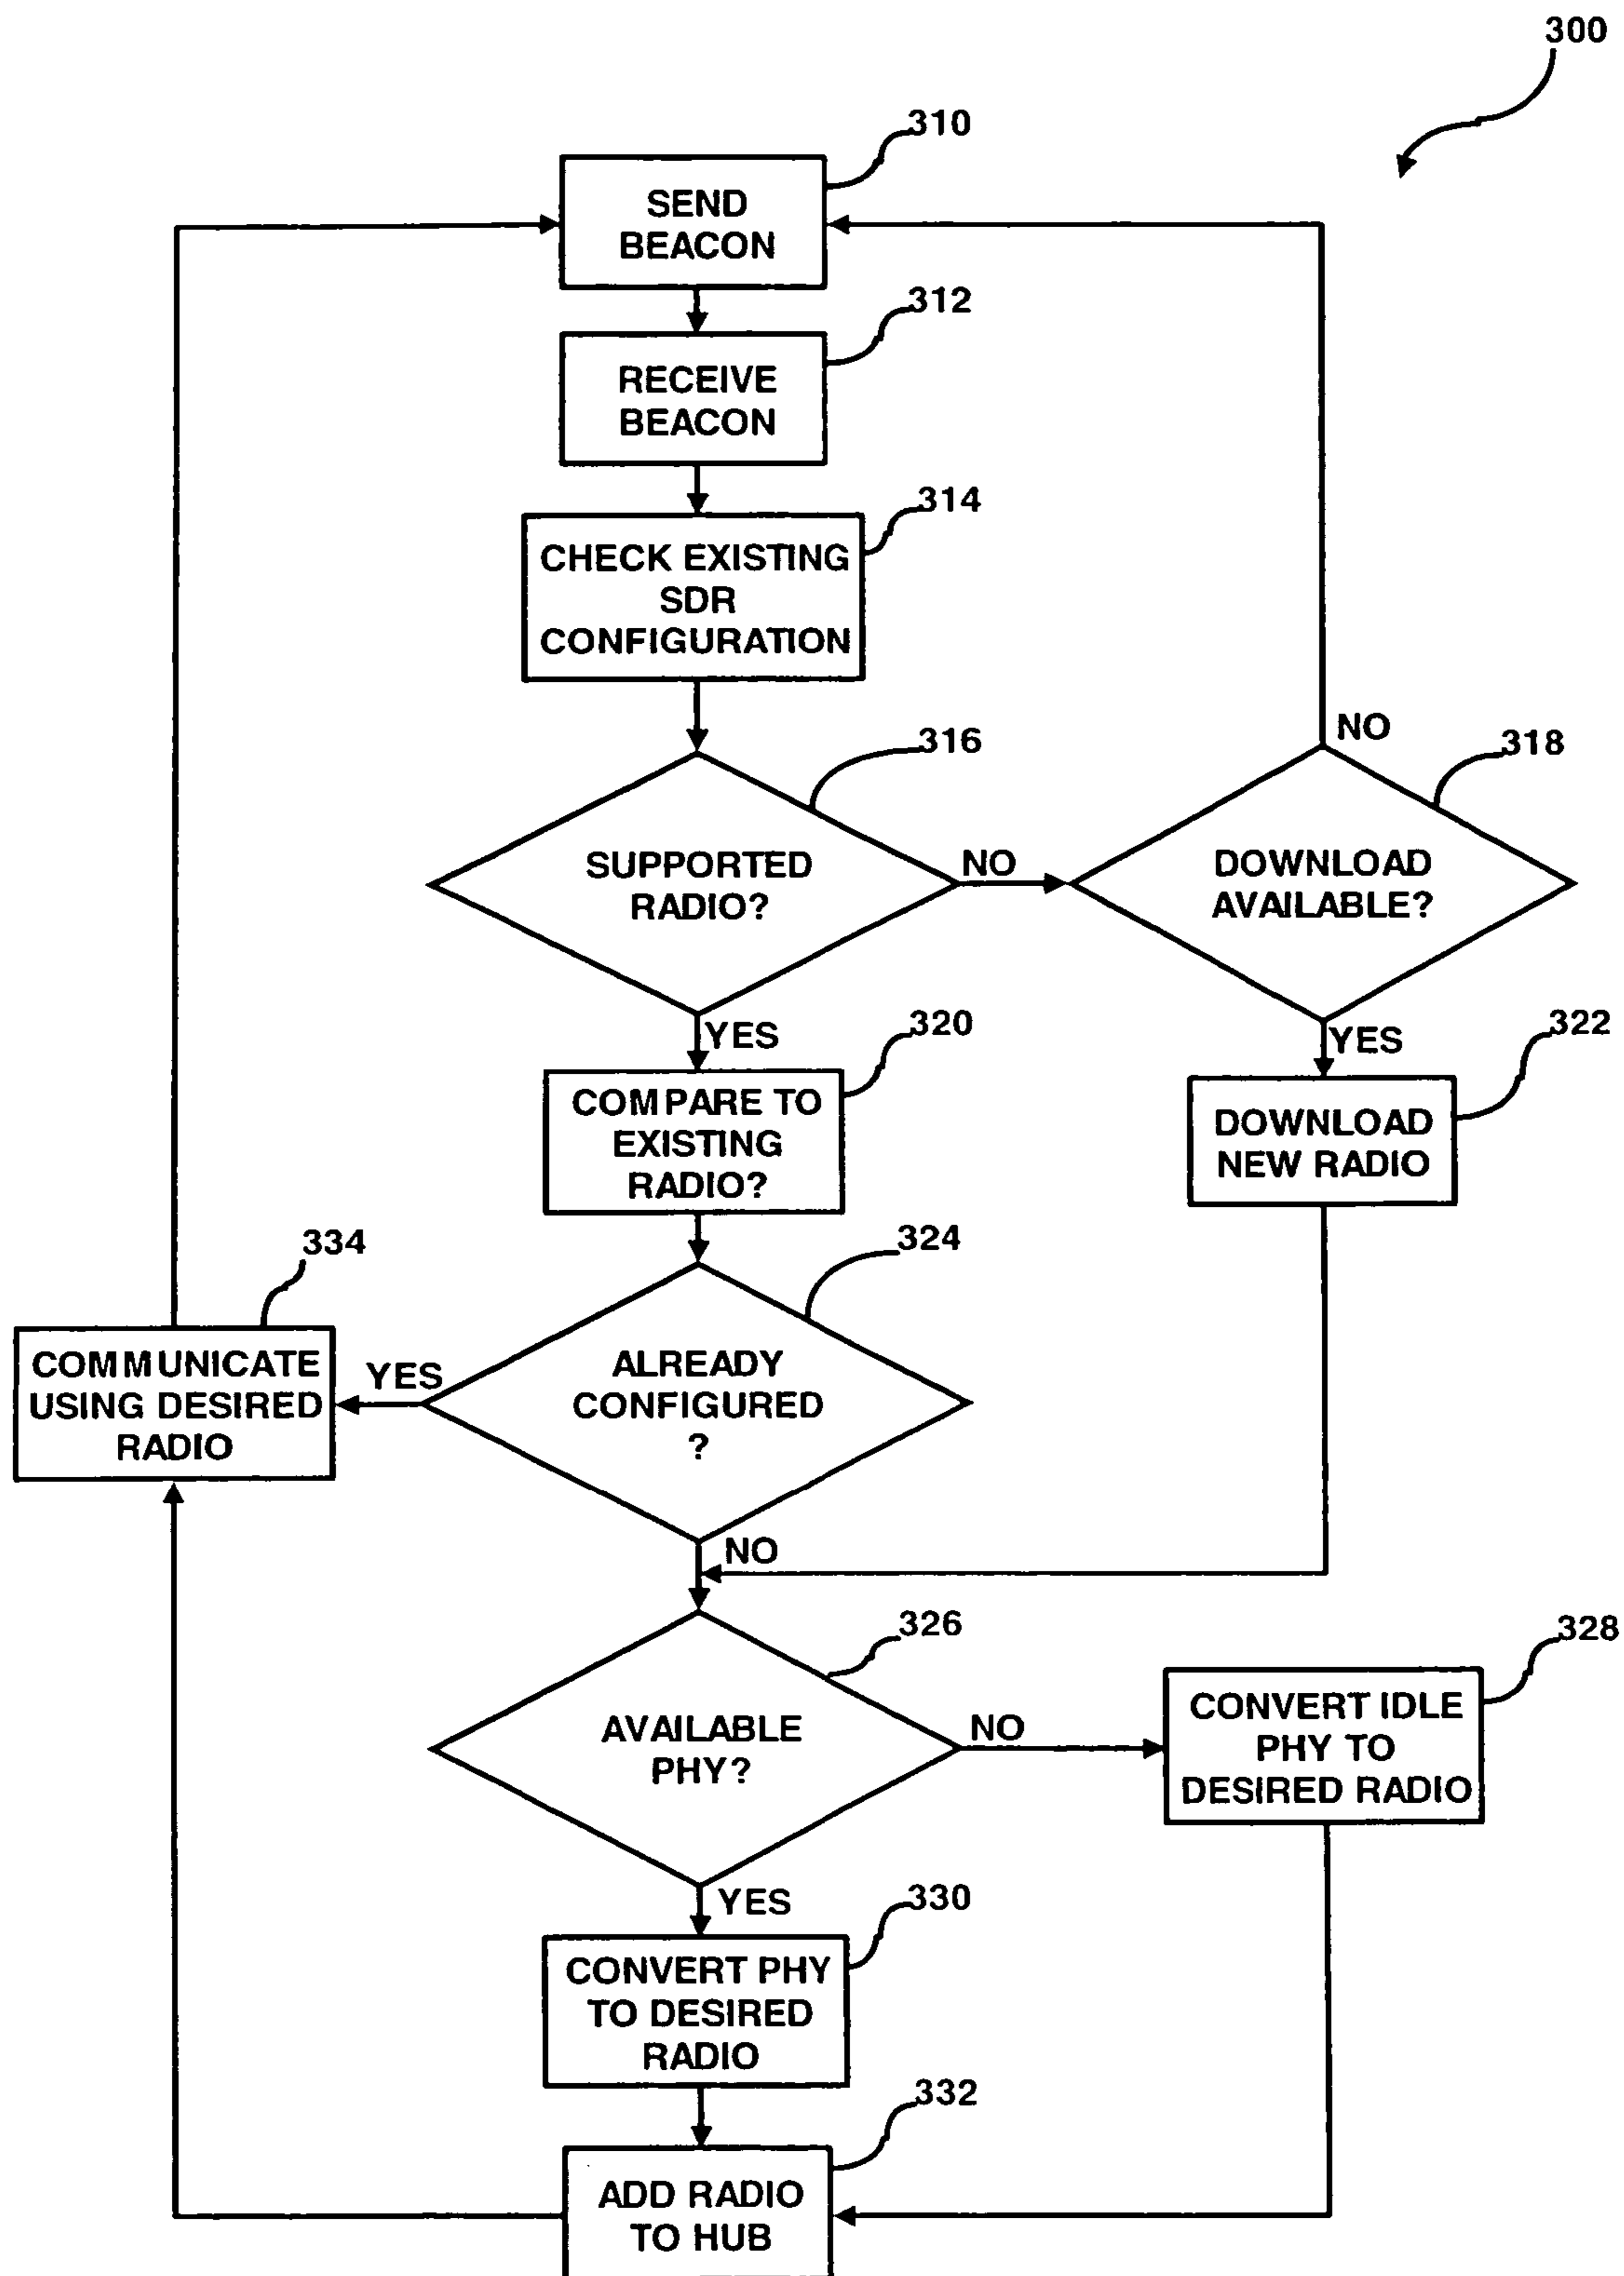 300
310
SEND
BEACON
312
RECEIVE
BEACON
314
CHECK EXISTING
SDR
CONFIGURATION
316
SUPPORTED
RADIO?
NO
318
DOWNLOAD
AVAILABLE?
NO
YES
320
COMPARE TO
EXISTING
RADIO?
YES
322
DOWNLOAD
NEW RADIO
324
ALREADY
CONFIGURED
?
YES
334
COMMUNICATE
USING DESIRED
RADIO
NO
326
AVAILABLE
PHY?
NO
328
CONVERT IDLE
PHY TO
DESIRED RADIO
YES
330
CONVERT PHY
TO DESIRED
RADIO
332
ADD RADIO
TO HUB